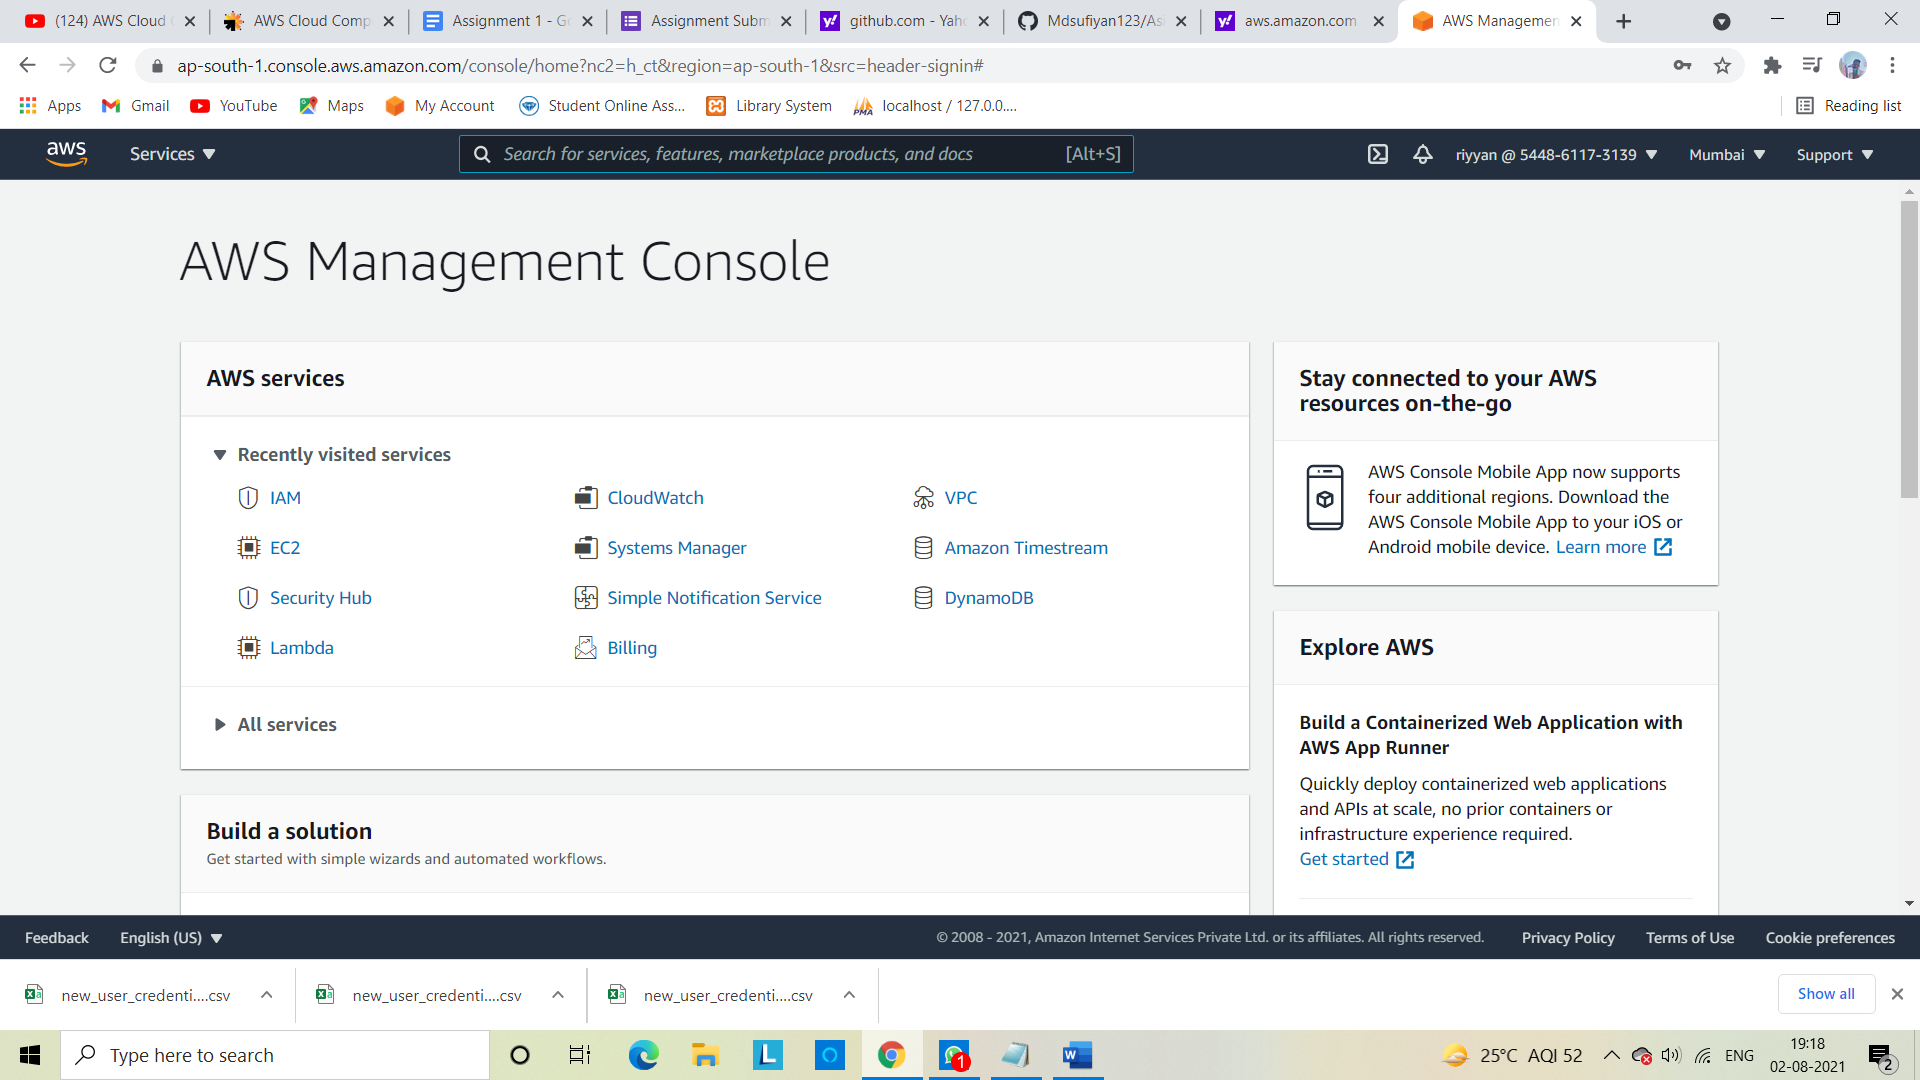 (124) AWS Cloud
AWS Cloud Comp
Assignment 1 - G
Assignment Subm
github.com - Yah
Mdsufiyan123/As
aws.amazon.com
AWS Managemen
ap-south-1.console.aws.amazon.com/console/home?nc2=h_ct&region=ap-south-1&src=header-signin#
Apps
Gmail
YouTube
Maps
My Account
Student Online Ass...
Library System
localhost / 127.0.0....
Reading list
aws
Services
Search for services, features, marketplace products, and docs
[Alt+S]
riyyan @ 5448-6117-3139
Mumbai
Support
AWS Management Console
AWS services
Recently visited services
IAM
CloudWatch
VPC
EC2
Systems Manager
Amazon Timestream
Security Hub
Simple Notification Service
DynamoDB
Lambda
Billing
All services
Build a solution
Get started with simple wizards and automated workflows.
Stay connected to your AWS
resources on-the-go
AWS Console Mobile App now supports
four additional regions. Download the
AWS Console Mobile App to your iOS or
Android mobile device. Learn more
Explore AWS
Build a Containerized Web Application with
AWS App Runner
Quickly deploy containerized web applications
and APIs at scale, no prior containers or
infrastructure experience required.
Get started
Feedback
English (US)
© 2008 - 2021, Amazon Internet Services Private Ltd. or its affiliates. All rights reserved.
Privacy Policy
Terms of Use
Cookie preferences
new_user_credenti....csv
new_user_credenti....csv
new_user_credenti....csv
Show all
Type here to search
1
25°C AQI 52
ENG
19:18
02-08-2021
2